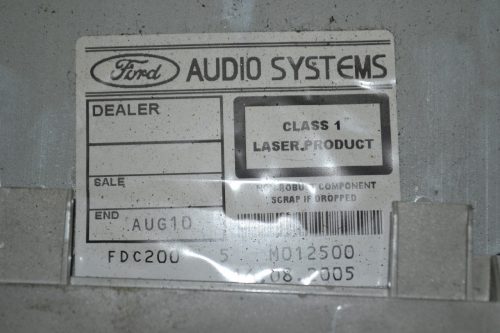 Ford AUDIO SYSTEMS
DEALER
CLASS 1
LASER PRODUCT
SALE
COMPONENT
SCRAP IF DROPPED
END AUG10
FDC200 5 M012500
.08.2005